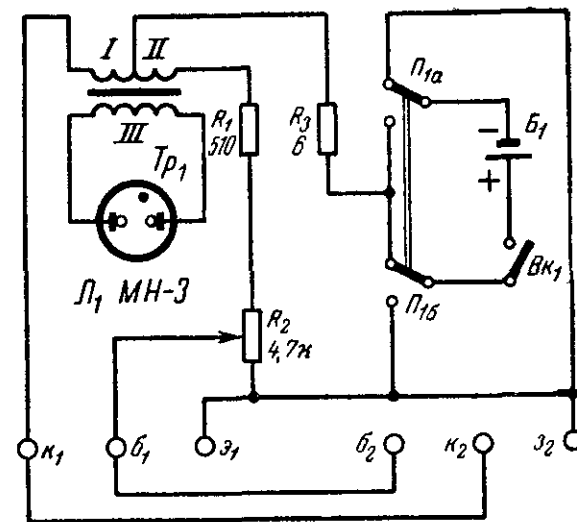 I II
III
Тр₁
R₁
510
R₃
6
П₁а
Б₁
−
+
Вк₁
П₁б
Л₁ МН-3
R₂
4,7к
к₁ б₁ э₁ б₂ к₂ э₂